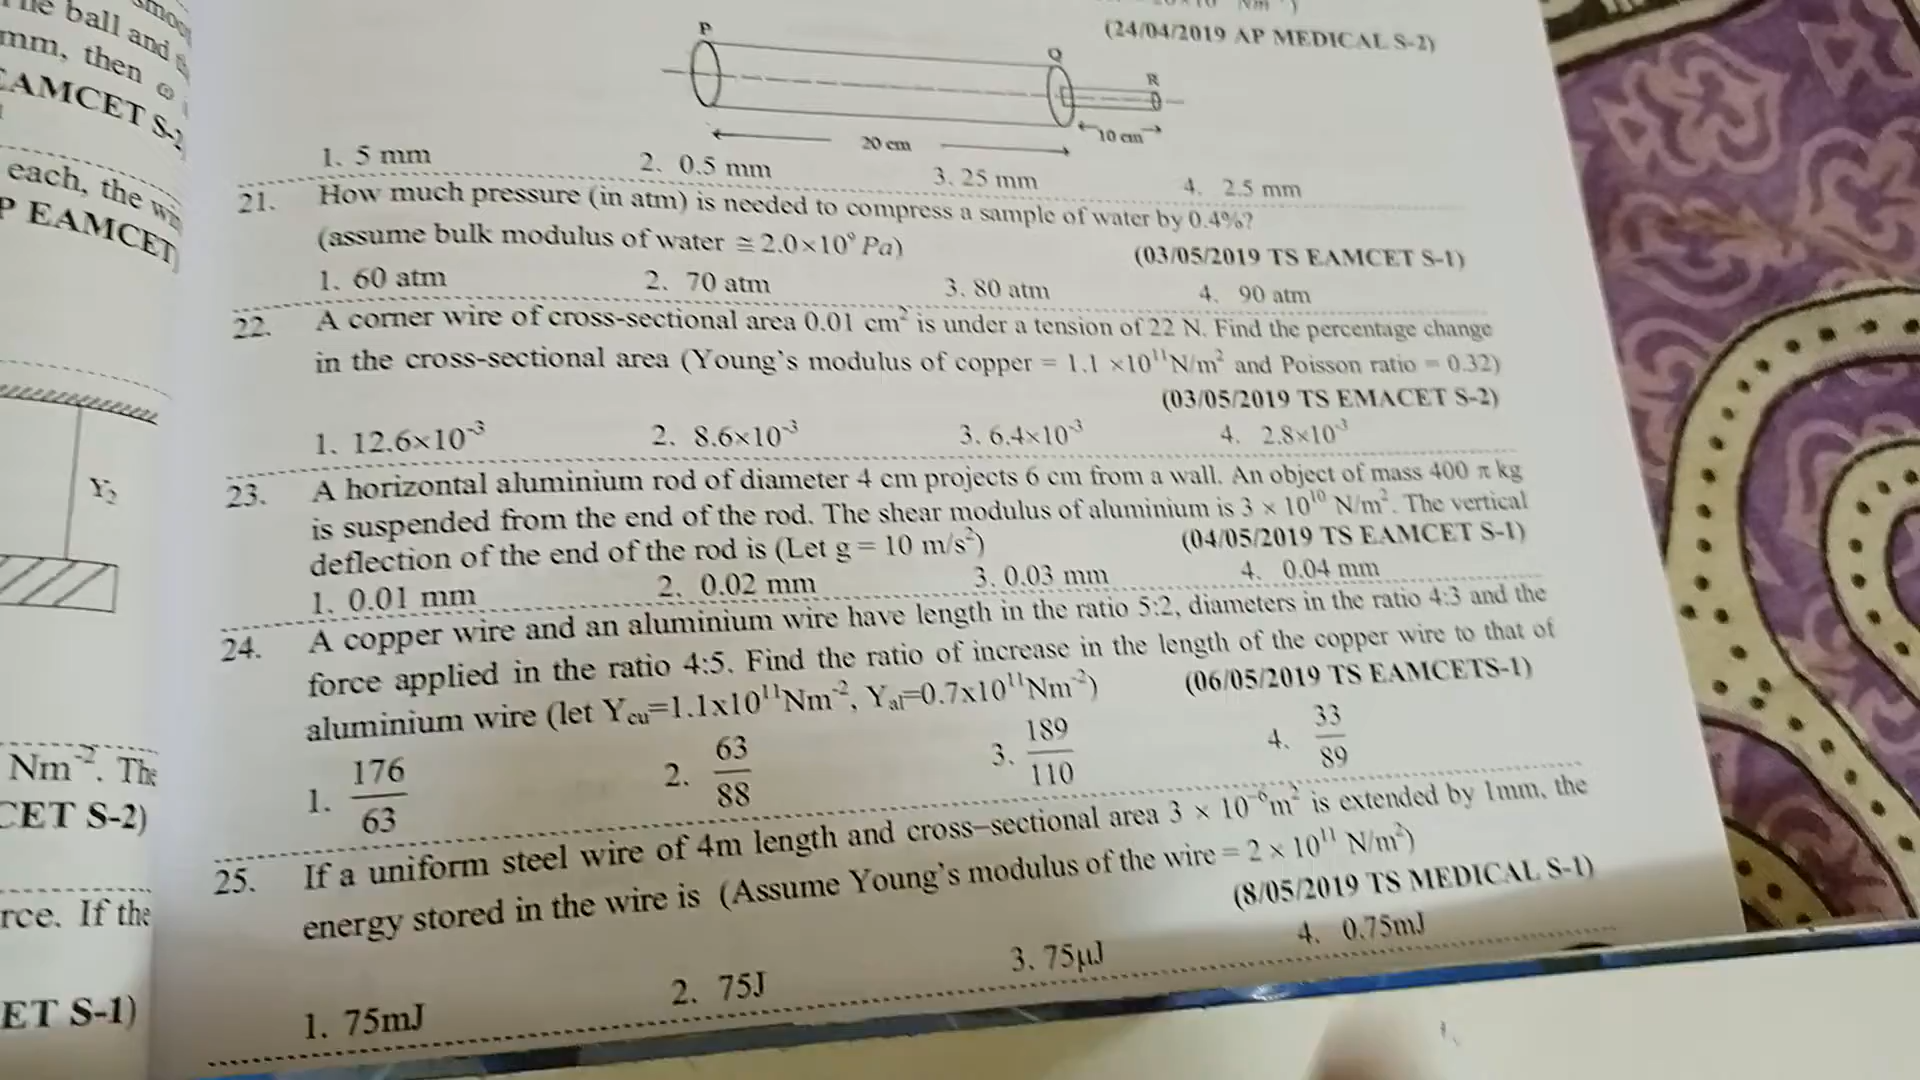 ball and
mm, then ω
EAMCET S-2
each, the
P EAMCET
Y₂
Nm⁻². The
CET S-2)
rce. If the
ET S-1)
(24/04/2019 AP MEDICAL S-2)
P
Q
R
20 cm
10 cm
1. 5 mm 2. 0.5 mm 3. 25 mm 4. 2.5 mm
21. How much pressure (in atm) is needed to compress a sample of water by 0.4%?
(assume bulk modulus of water ≅ 2.0×10⁹ Pa)
(03/05/2019 TS EAMCET S-1)
1. 60 atm 2. 70 atm 3. 80 atm 4. 90 atm
22. A corner wire of cross-sectional area 0.01 cm² is under a tension of 22 N. Find the percentage change
in the cross-sectional area (Young's modulus of copper = 1.1 ×10¹¹N/m² and Poisson ratio = 0.32)
(03/05/2019 TS EMACET S-2)
1. 12.6×10⁻³ 2. 8.6×10⁻³ 3. 6.4×10⁻³ 4. 2.8×10⁻³
23. A horizontal aluminium rod of diameter 4 cm projects 6 cm from a wall. An object of mass 400 π kg
is suspended from the end of the rod. The shear modulus of aluminium is 3 × 10¹⁰ N/m². The vertical
deflection of the end of the rod is (Let g = 10 m/s²)
(04/05/2019 TS EAMCET S-1)
1. 0.01 mm 2. 0.02 mm 3. 0.03 mm 4. 0.04 mm
24. A copper wire and an aluminium wire have length in the ratio 5:2, diameters in the ratio 4:3 and the
force applied in the ratio 4:5. Find the ratio of increase in the length of the copper wire to that of
aluminium wire (let Ycu=1.1x10¹¹Nm⁻², Yal=0.7x10¹¹Nm⁻²)
(06/05/2019 TS EAMCETS-1)
1. 176/63 2. 63/88 3. 189/110 4. 33/89
25. If a uniform steel wire of 4m length and cross–sectional area 3 × 10⁻⁶m² is extended by 1mm, the
energy stored in the wire is (Assume Young's modulus of the wire = 2 × 10¹¹ N/m²)
(8/05/2019 TS MEDICAL S-1)
1. 75mJ 2. 75J 3. 75μJ 4. 0.75mJ